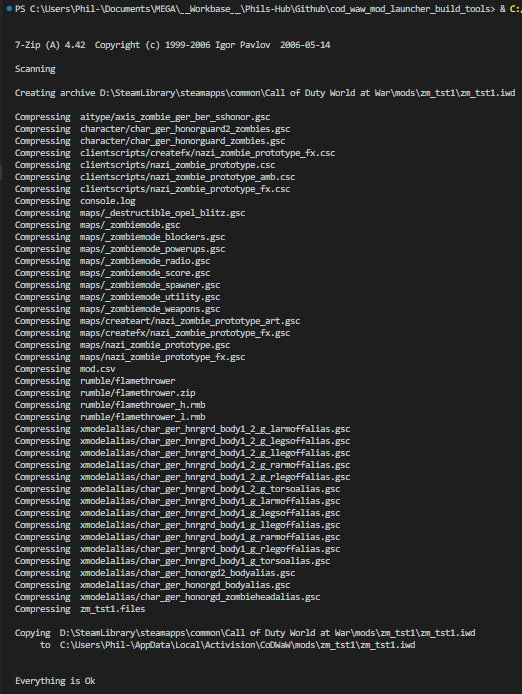 PS C:\Users\Phil-\Documents\MEGA\__Workbase__\Phils-Hub\Github\cod_waw_mod_launcher_build_tools> & C:/
7-Zip (A) 4.42  Copyright (c) 1999-2006 Igor Pavlov  2006-05-14
Scanning
Creating archive D:\SteamLibrary\steamapps\common\Call of Duty World at War\mods\zm_tst1\zm_tst1.iwd
Compressing  aitype/axis_zombie_ger_ber_sshonor.gsc
Compressing  character/char_ger_honorguard2_zombies.gsc
Compressing  character/char_ger_honorguard_zombies.gsc
Compressing  clientscripts/createfx/nazi_zombie_prototype_fx.csc
Compressing  clientscripts/nazi_zombie_prototype.csc
Compressing  clientscripts/nazi_zombie_prototype_amb.csc
Compressing  clientscripts/nazi_zombie_prototype_fx.csc
Compressing  console.log
Compressing  maps/_destructible_opel_blitz.gsc
Compressing  maps/_zombiemode.gsc
Compressing  maps/_zombiemode_blockers.gsc
Compressing  maps/_zombiemode_powerups.gsc
Compressing  maps/_zombiemode_radio.gsc
Compressing  maps/_zombiemode_score.gsc
Compressing  maps/_zombiemode_spawner.gsc
Compressing  maps/_zombiemode_utility.gsc
Compressing  maps/_zombiemode_weapons.gsc
Compressing  maps/createart/nazi_zombie_prototype_art.gsc
Compressing  maps/createfx/nazi_zombie_prototype_fx.gsc
Compressing  maps/nazi_zombie_prototype.gsc
Compressing  maps/nazi_zombie_prototype_fx.gsc
Compressing  mod.csv
Compressing  rumble/flamethrower
Compressing  rumble/flamethrower.zip
Compressing  rumble/flamethrower_h.rmb
Compressing  rumble/flamethrower_l.rmb
Compressing  xmodelalias/char_ger_hnrgrd_body1_2_g_larmoffalias.gsc
Compressing  xmodelalias/char_ger_hnrgrd_body1_2_g_legsoffalias.gsc
Compressing  xmodelalias/char_ger_hnrgrd_body1_2_g_llegoffalias.gsc
Compressing  xmodelalias/char_ger_hnrgrd_body1_2_g_rarmoffalias.gsc
Compressing  xmodelalias/char_ger_hnrgrd_body1_2_g_rlegoffalias.gsc
Compressing  xmodelalias/char_ger_hnrgrd_body1_2_g_torsoalias.gsc
Compressing  xmodelalias/char_ger_hnrgrd_body1_g_larmoffalias.gsc
Compressing  xmodelalias/char_ger_hnrgrd_body1_g_legsoffalias.gsc
Compressing  xmodelalias/char_ger_hnrgrd_body1_g_llegoffalias.gsc
Compressing  xmodelalias/char_ger_hnrgrd_body1_g_rarmoffalias.gsc
Compressing  xmodelalias/char_ger_hnrgrd_body1_g_rlegoffalias.gsc
Compressing  xmodelalias/char_ger_hnrgrd_body1_g_torsoalias.gsc
Compressing  xmodelalias/char_ger_honorgd2_bodyalias.gsc
Compressing  xmodelalias/char_ger_honorgd_bodyalias.gsc
Compressing  xmodelalias/char_ger_honorgd_zombieheadalias.gsc
Compressing  zm_tst1.files
Copying  D:\SteamLibrary\steamapps\common\Call of Duty World at War\mods\zm_tst1\zm_tst1.iwd
to  C:\Users\Phil-\AppData\Local\Activision\CoDWaW\mods\zm_tst1\zm_tst1.iwd
Everything is Ok